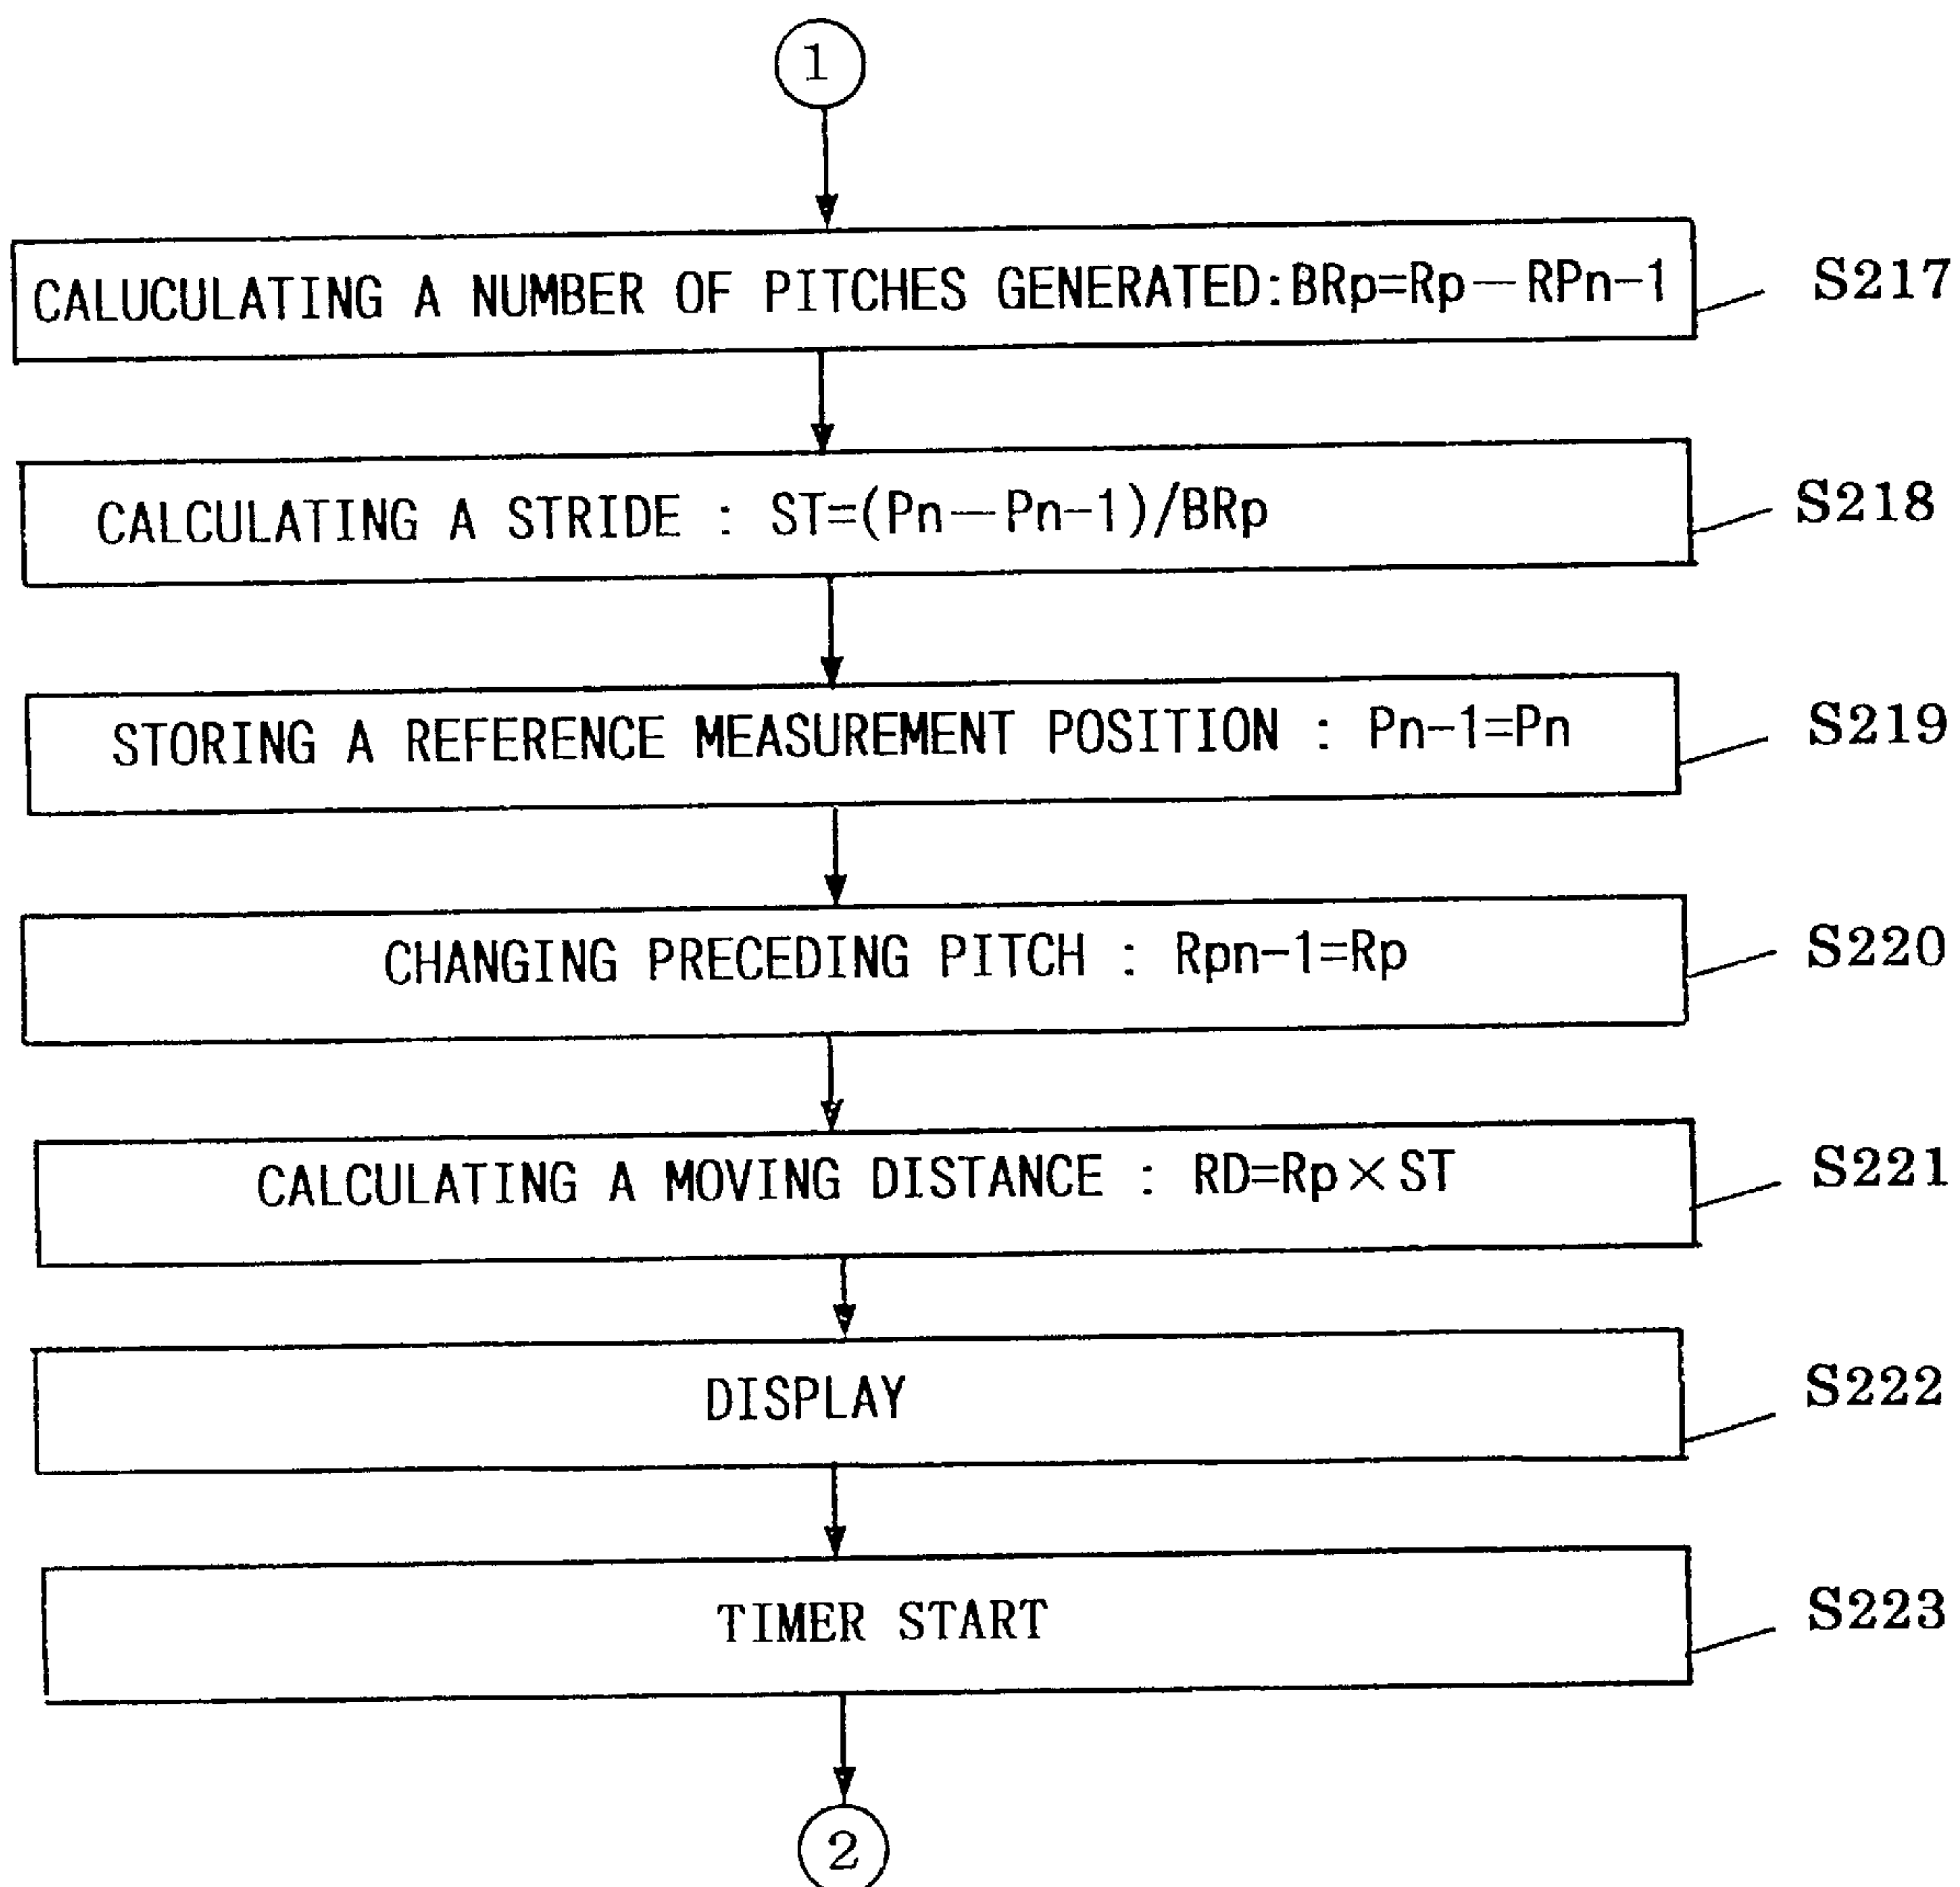 1
CALUCULATING A NUMBER OF PITCHES GENERATED:BRp=Rp-RPn-1
S217
CALCULATING A STRIDE : ST=(Pn-Pn-1)/BRp
S218
STORING A REFERENCE MEASUREMENT POSITION : Pn-1=Pn
S219
CHANGING PRECEDING PITCH : Rpn-1=Rp
S220
CALCULATING A MOVING DISTANCE : RD=Rp×ST
S221
DISPLAY
S222
TIMER START
S223
2